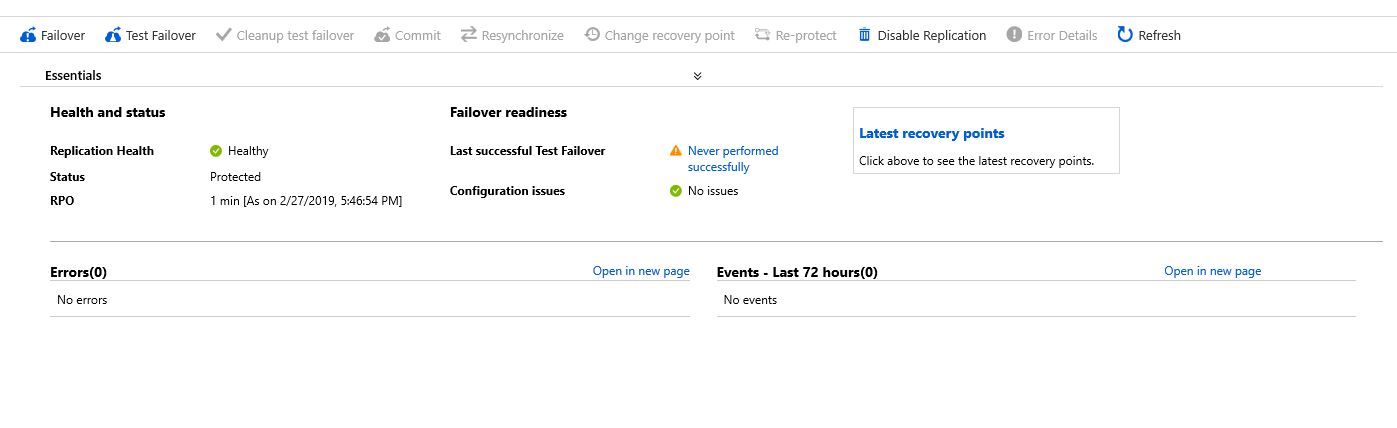 Failover Test Failover Cleanup test failover Commit Resynchronize Change recovery point Re-protect Disable Replication Error Details Refresh
Essentials
Health and status
Replication Health Healthy
Status Protected
RPO 1 min [As on 2/27/2019, 5:46:54 PM]
Failover readiness
Last successful Test Failover Never performed
successfully
Configuration issues No issues
Latest recovery points
Click above to see the latest recovery points.
Errors(0) Open in new page
No errors
Events - Last 72 hours(0) Open in new page
No events